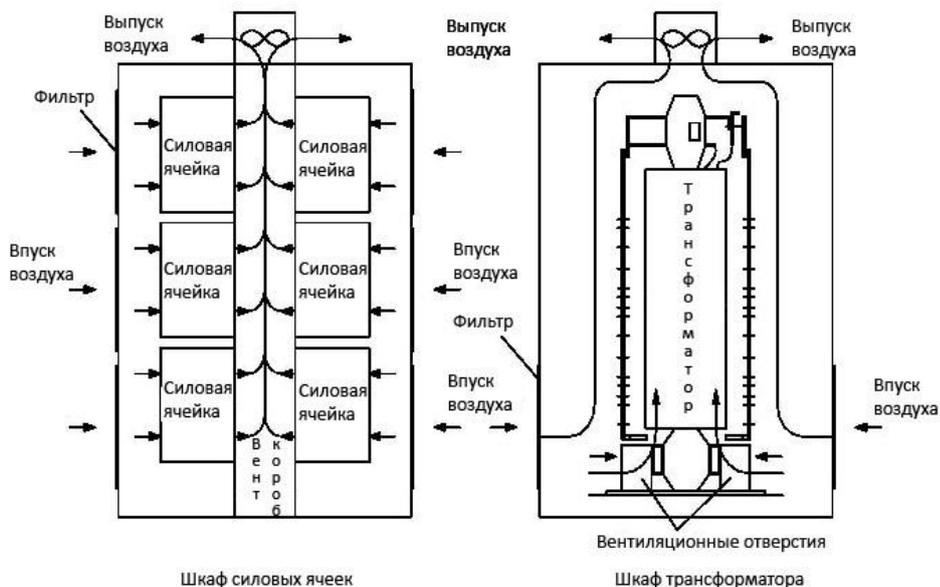 Выпуск
воздуха
Фильтр
Силовая
ячейка
Силовая
ячейка
Впуск
воздуха
Силовая
ячейка
Силовая
ячейка
Силовая
ячейка
Силовая
ячейка
Вент
короб
Шкаф силовых ячеек
Выпуск
воздуха
Выпуск
воздуха
Впуск
воздуха
Фильтр
Впуск
воздуха
Трансформатор
Впуск
воздуха
Вентиляционные отверстия
Шкаф трансформатора